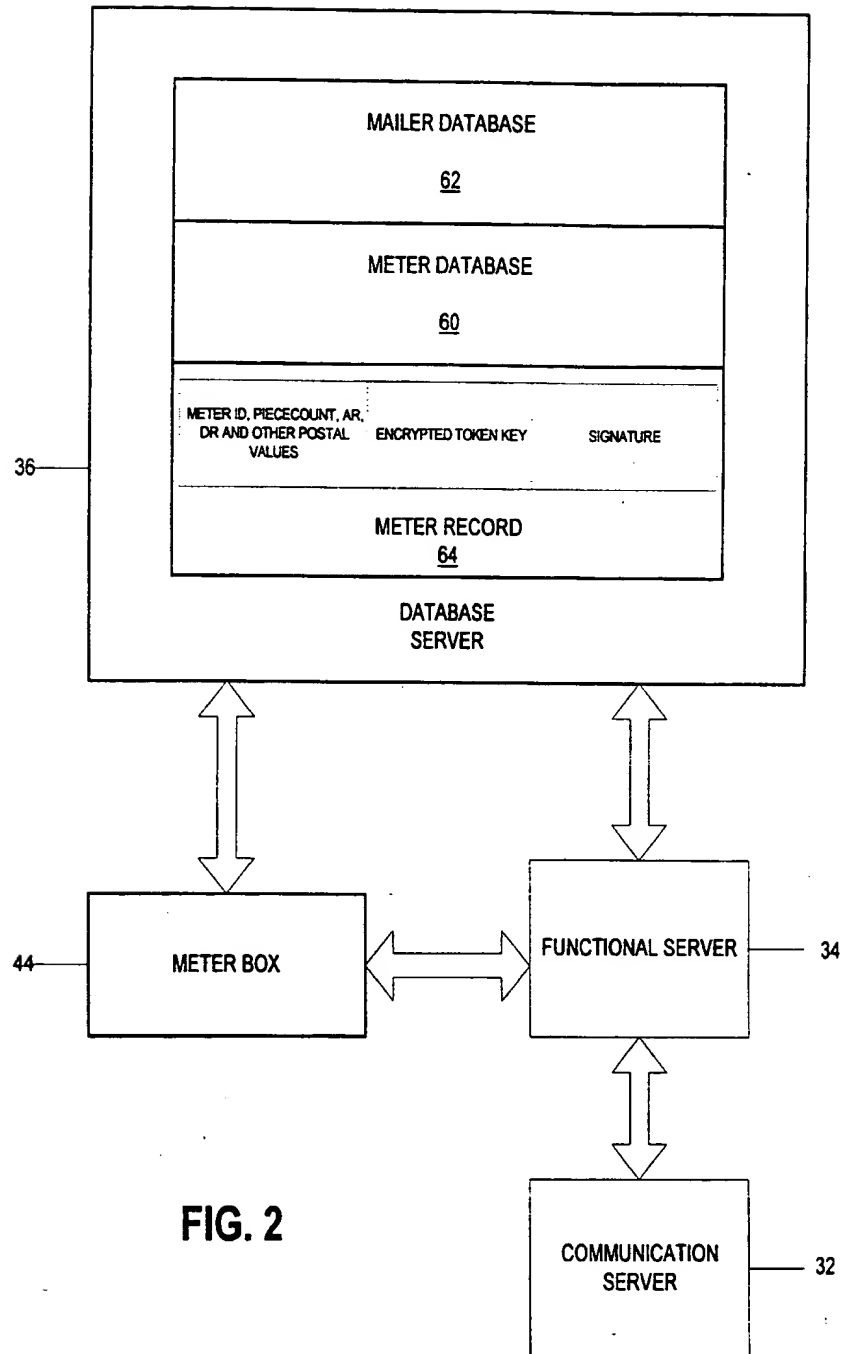 MAILER DATABASE
62
METER DATABASE
60
METER ID, PIECECOUNT, AR,
DR AND OTHER POSTAL
VALUES
ENCRYPTED TOKEN KEY
SIGNATURE
36
METER RECORD
64
DATABASE
SERVER
44
METER BOX
FUNCTIONAL SERVER
34
FIG. 2
COMMUNICATION
SERVER
32